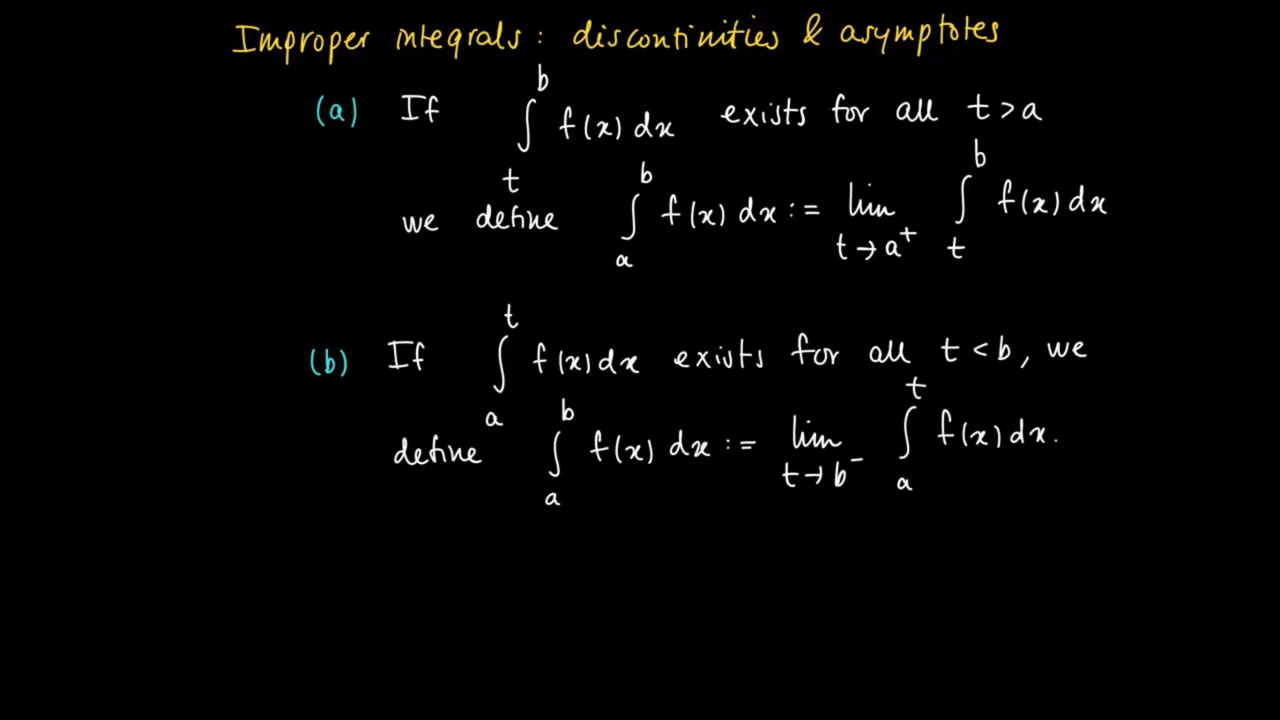 Improper integrals: discontinities & asymptotes
(a) If ∫_t^b f(x) dx exists for all t > a
we define ∫_a^b f(x) dx := lim_{t→a⁺} ∫_t^b f(x) dx
(b) If ∫_a^t f(x) dx exists for all t < b, we
define ∫_a^b f(x) dx := lim_{t→b⁻} ∫_a^t f(x) dx.